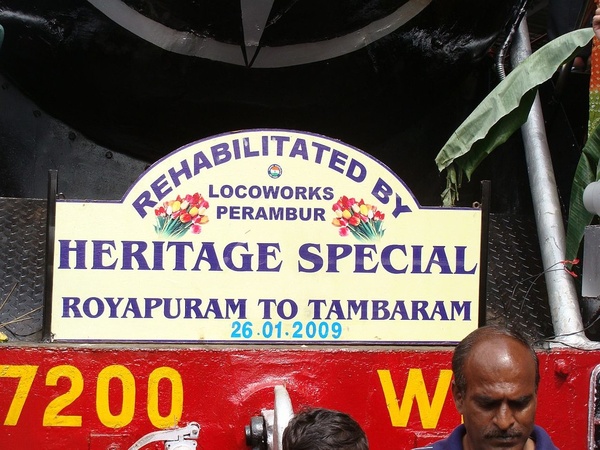 REHABILITATED BY
LOCOWORKS
PERAMBUR
HERITAGE SPECIAL
ROYAPURAM TO TAMBARAM
26.01.2009
7200 W